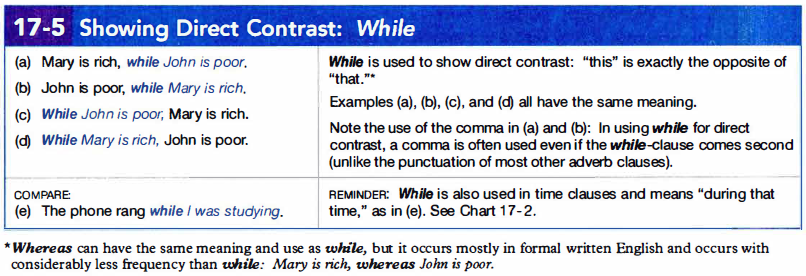 17-5 Showing Direct Contrast: While
(a) Mary is rich, while John is poor.
(b) John is poor, while Mary is rich.
(c) While John is poor, Mary is rich.
(d) While Mary is rich, John is poor.
While is used to show direct contrast: “this” is exactly the opposite of
“that.”*
Examples (a), (b), (c), and (d) all have the same meaning.
Note the use of the comma in (a) and (b): In using while for direct
contrast, a comma is often used even if the while-clause comes second
(unlike the punctuation of most other adverb clauses).
COMPARE:
(e) The phone rang while I was studying.
REMINDER: While is also used in time clauses and means “during that
time,” as in (e). See Chart 17-2.
*Whereas can have the same meaning and use as while, but it occurs mostly in formal written English and occurs with
considerably less frequency than while: Mary is rich, whereas John is poor.